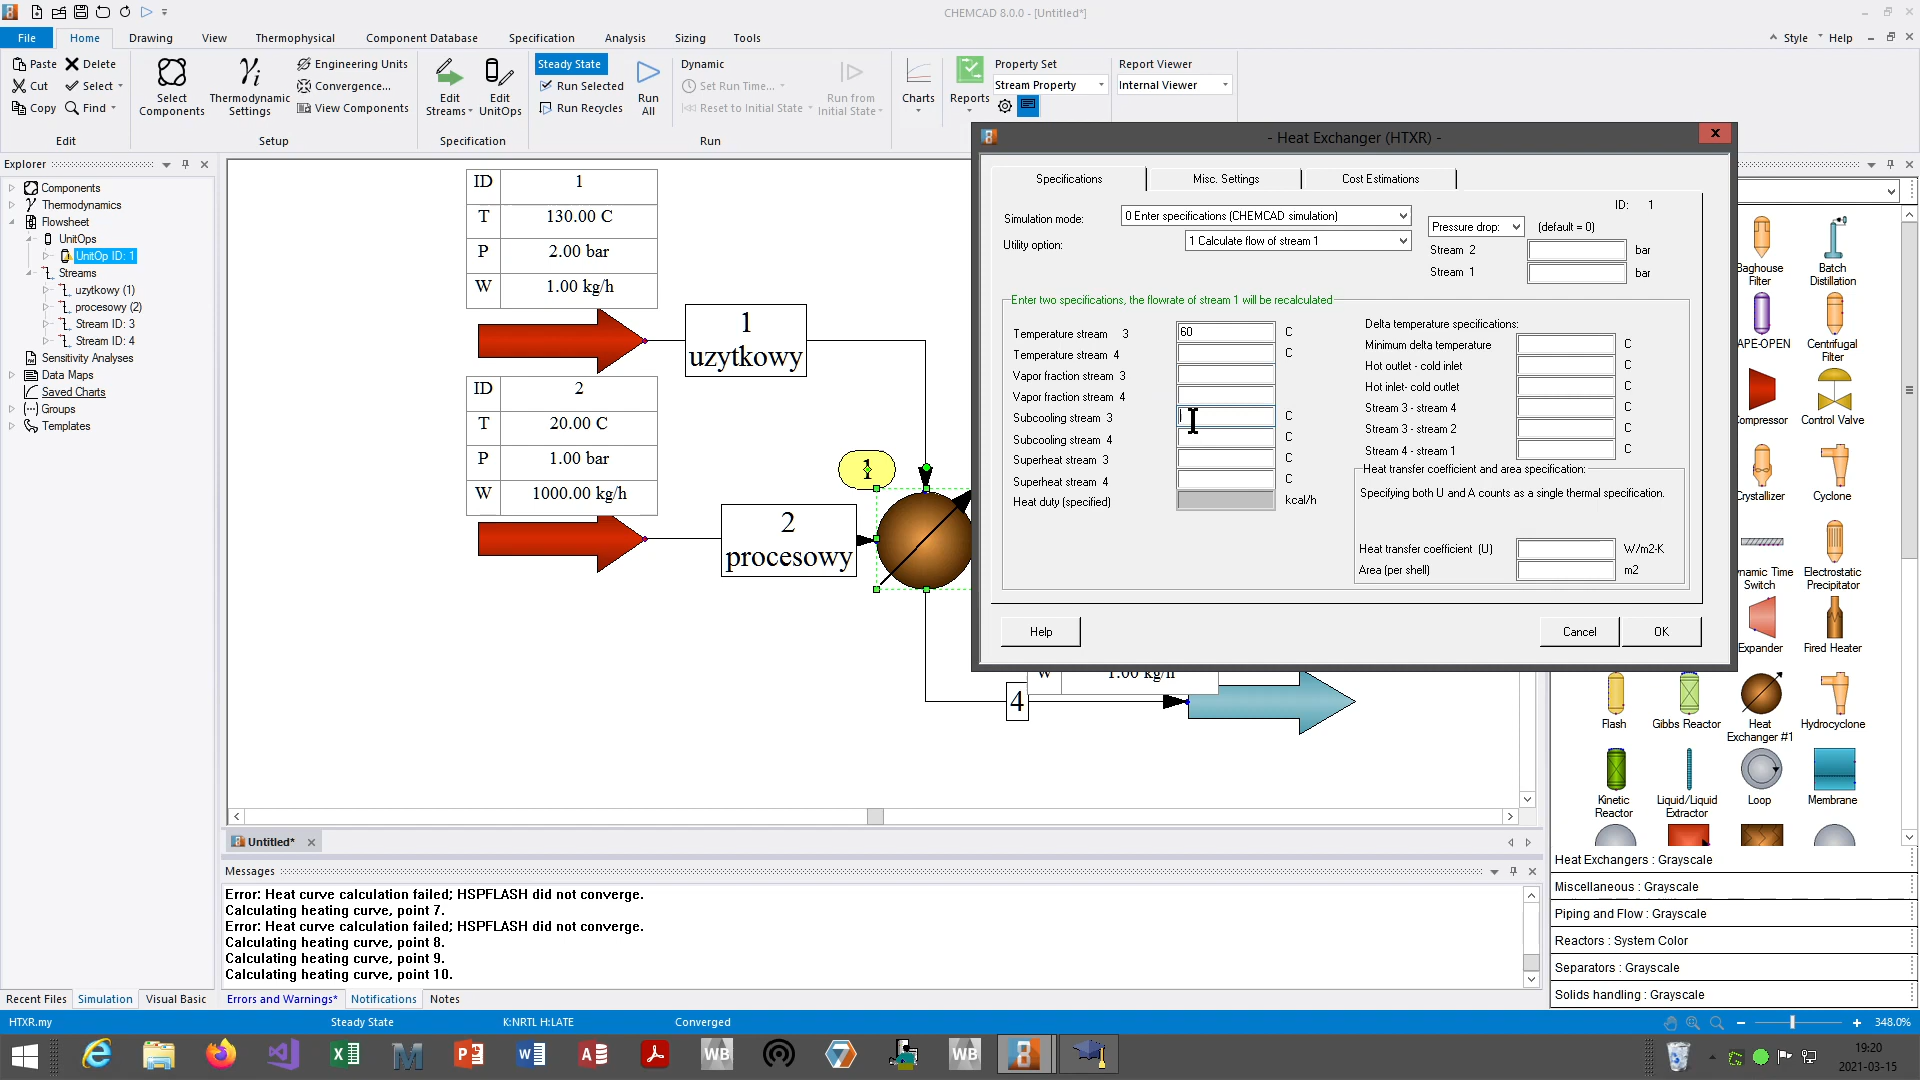 CHEMCAD 8.0.0 - [Untitled*]
File Home Drawing View Thermophysical Component Database Specification Analysis Sizing Tools Style Help
Paste Delete
Cut Select
Copy Find
Edit
Select Components
Thermodynamic Settings
Engineering Units
Convergence...
View Components
Setup
Edit Streams
Edit UnitOps
Specification
Steady State
Run Selected
Run Recycles
Run All
Dynamic
Set Run Time...
Reset to Initial State
Run from Initial State
Run
Charts
Reports
Property Set
Stream Property
Report Viewer
Internal Viewer
Explorer
Components
Thermodynamics
Flowsheet
UnitOps
UnitOp ID: 1
Streams
uzytkowy (1)
procesowy (2)
Stream ID: 3
Stream ID: 4
Sensitivity Analyses
Data Maps
Saved Charts
Groups
Templates
ID 1
T 130.00 C
P 2.00 bar
W 1.00 kg/h
1
uzytkowy
ID 2
T 20.00 C
P 1.00 bar
W 1000.00 kg/h
2
procesowy
1
4
W 1.00 kg/h
- Heat Exchanger (HTXR) -
Specifications Misc. Settings Cost Estimations
ID: 1
Simulation mode: 0 Enter specifications (CHEMCAD simulation)
Utility option: 1 Calculate flow of stream 1
Pressure drop: (default = 0)
Stream 2 bar
Stream 1 bar
Enter two specifications, the flowrate of stream 1 will be recalculated
Temperature stream 3 60 C
Temperature stream 4 C
Vapor fraction stream 3
Vapor fraction stream 4
Subcooling stream 3 C
Subcooling stream 4 C
Superheat stream 3 C
Superheat stream 4 C
Heat duty (specified) kcal/h
Delta temperature specifications:
Minimum delta temperature C
Hot outlet - cold inlet C
Hot inlet- cold outlet C
Stream 3 - stream 4 C
Stream 3 - stream 2 C
Stream 4 - stream 1 C
Heat transfer coefficient and area specification:
Specifying both U and A counts as a single thermal specification.
Heat transfer coefficient (U) W/m2-K
Area (per shell) m2
Help Cancel OK
Baghouse Filter
Batch Distillation
APE-OPEN
Centrifugal Filter
Compressor
Control Valve
Crystallizer
Cyclone
Time Switch
Electrostatic Precipitator
Expander
Fired Heater
Flash
Gibbs Reactor
Heat Exchanger #1
Hydrocyclone
Kinetic Reactor
Liquid/Liquid Extractor
Loop
Membrane
Heat Exchangers : Grayscale
Miscellaneous : Grayscale
Piping and Flow : Grayscale
Reactors : System Color
Separators : Grayscale
Solids handling : Grayscale
Untitled*
Messages
Error: Heat curve calculation failed; HSPFLASH did not converge.
Calculating heating curve, point 7.
Error: Heat curve calculation failed; HSPFLASH did not converge.
Calculating heating curve, point 8.
Calculating heating curve, point 9.
Calculating heating curve, point 10.
Recent Files Simulation Visual Basic Errors and Warnings* Notifications Notes
HTXR.my Steady State K:NRTL H:LATE Converged 348.0%
WB
WB
19:20
2021-03-15